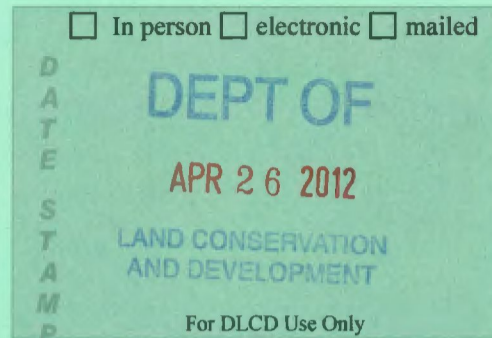 ☐ In person ☐ electronic ☐ mailed
DATE STAMP
DEPT OF
APR 26 2012
LAND CONSERVATION
AND DEVELOPMENT
For DLCD Use Only